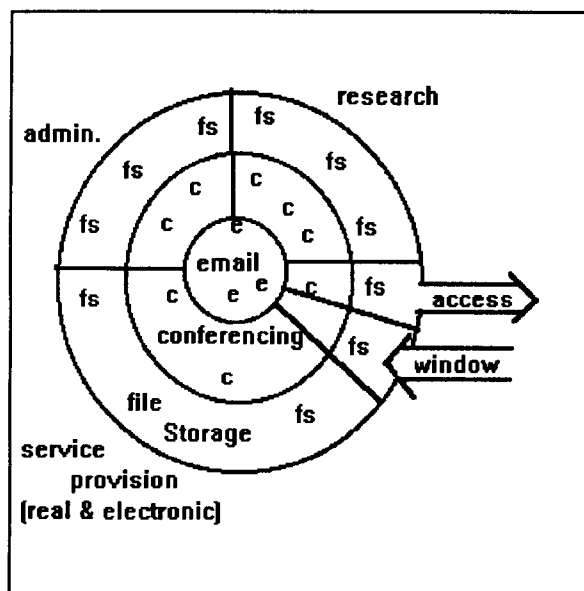 research
admin.
fs fs
fs fs
c c
fs c c fs
c e c
email
fs c e e c fs
access
conferencing fs
window
c
file fs
Storage
service
provision
(real & electronic)